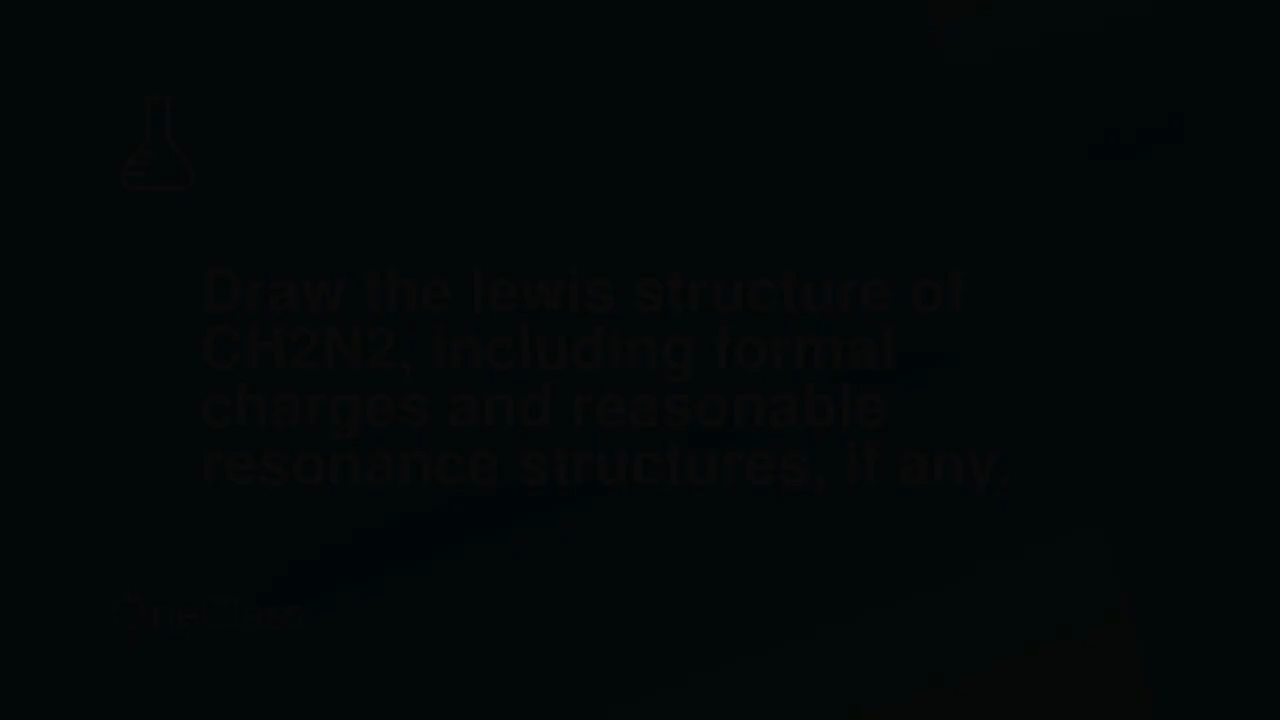 Draw the lewis structure of
CH2N2, including formal
charges and reasonable
resonance structures, if any.